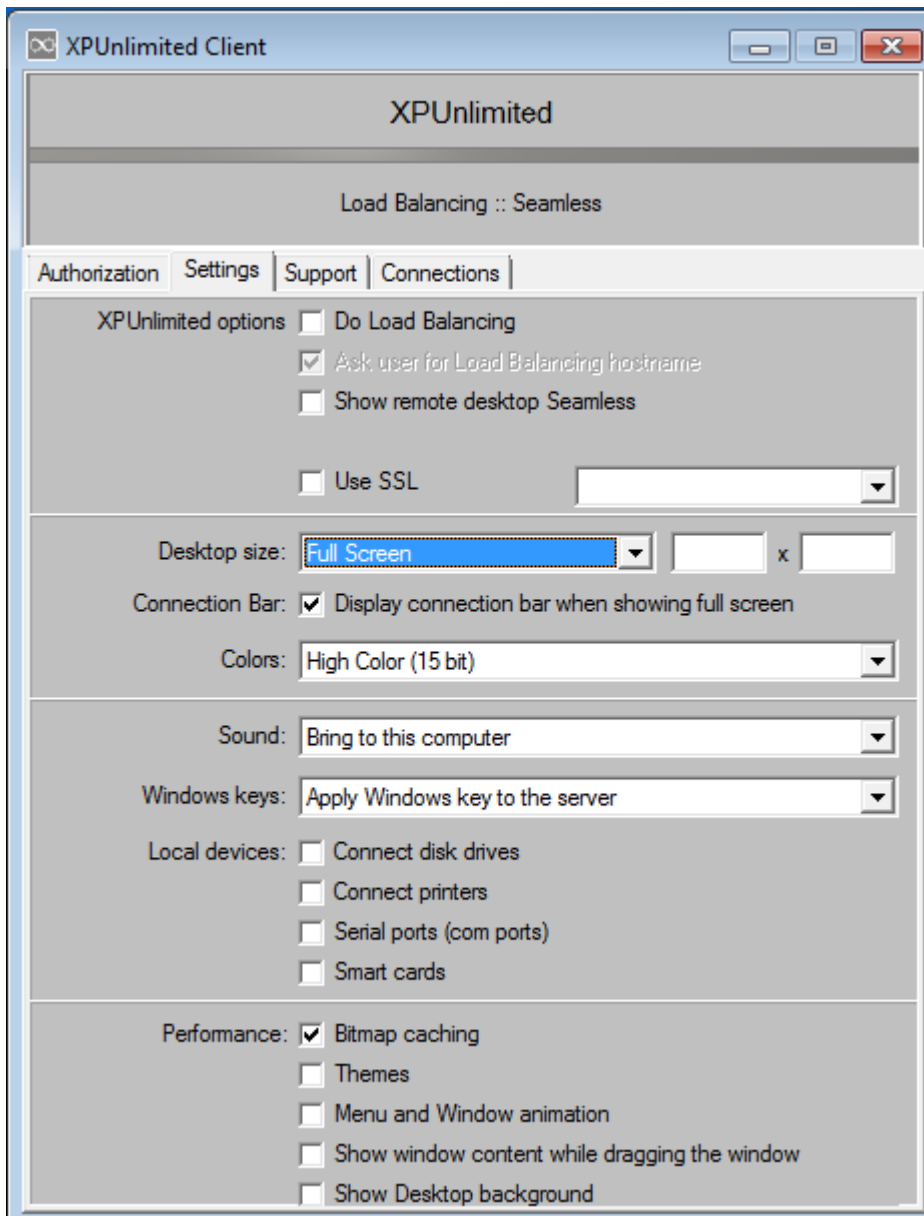 XPUnlimited Client
XPUnlimited
Load Balancing :: Seamless
Authorization Settings Support Connections
XPUnlimited options Do Load Balancing
Ask user for Load Balancing hostname
Show remote desktop Seamless
Use SSL
Desktop size: Full Screen x
Connection Bar: Display connection bar when showing full screen
Colors: High Color (15 bit)
Sound: Bring to this computer
Windows keys: Apply Windows key to the server
Local devices: Connect disk drives
Connect printers
Serial ports (com ports)
Smart cards
Performance: Bitmap caching
Themes
Menu and Window animation
Show window content while dragging the window
Show Desktop background